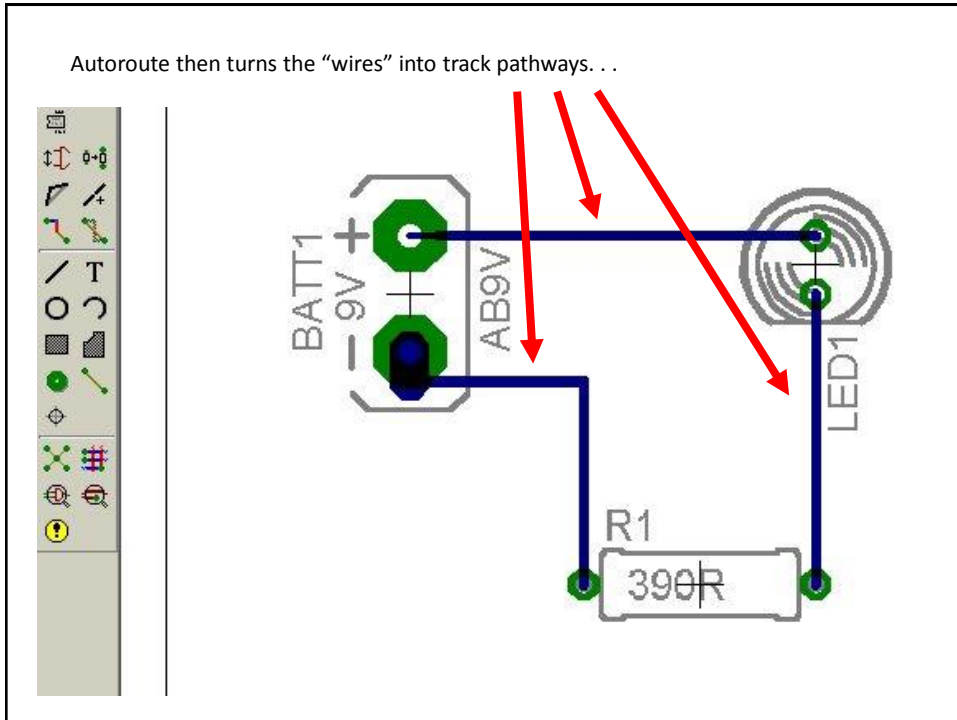 Autoroute then turns the “wires” into track pathways. . .
T
BATT1
9V
+
-
AB9V
LED1
R1
390R